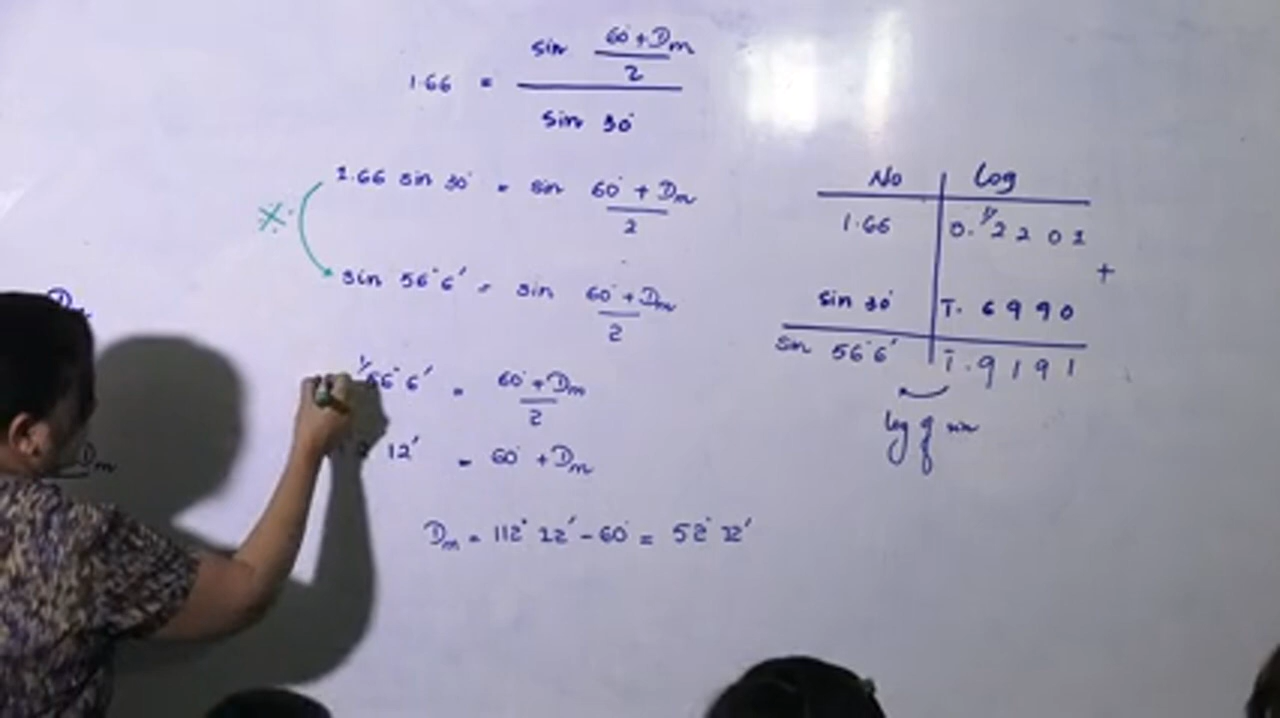 1.66 = sin (60° + Dm)/2 / sin 30°
1.66 sin 30° = sin (60° + Dm)/2
sin 56°6′ = sin (60° + Dm)/2
56°6′ = (60° + Dm)/2
12′ = 60° + Dm
Dm = 112° 12′ - 60° = 52° 12′
Dm
Dm
No Log
1.66 0.2201
+
sin 30° 1̄.6990
sin 56°6′ 1̄.9191
log of sin